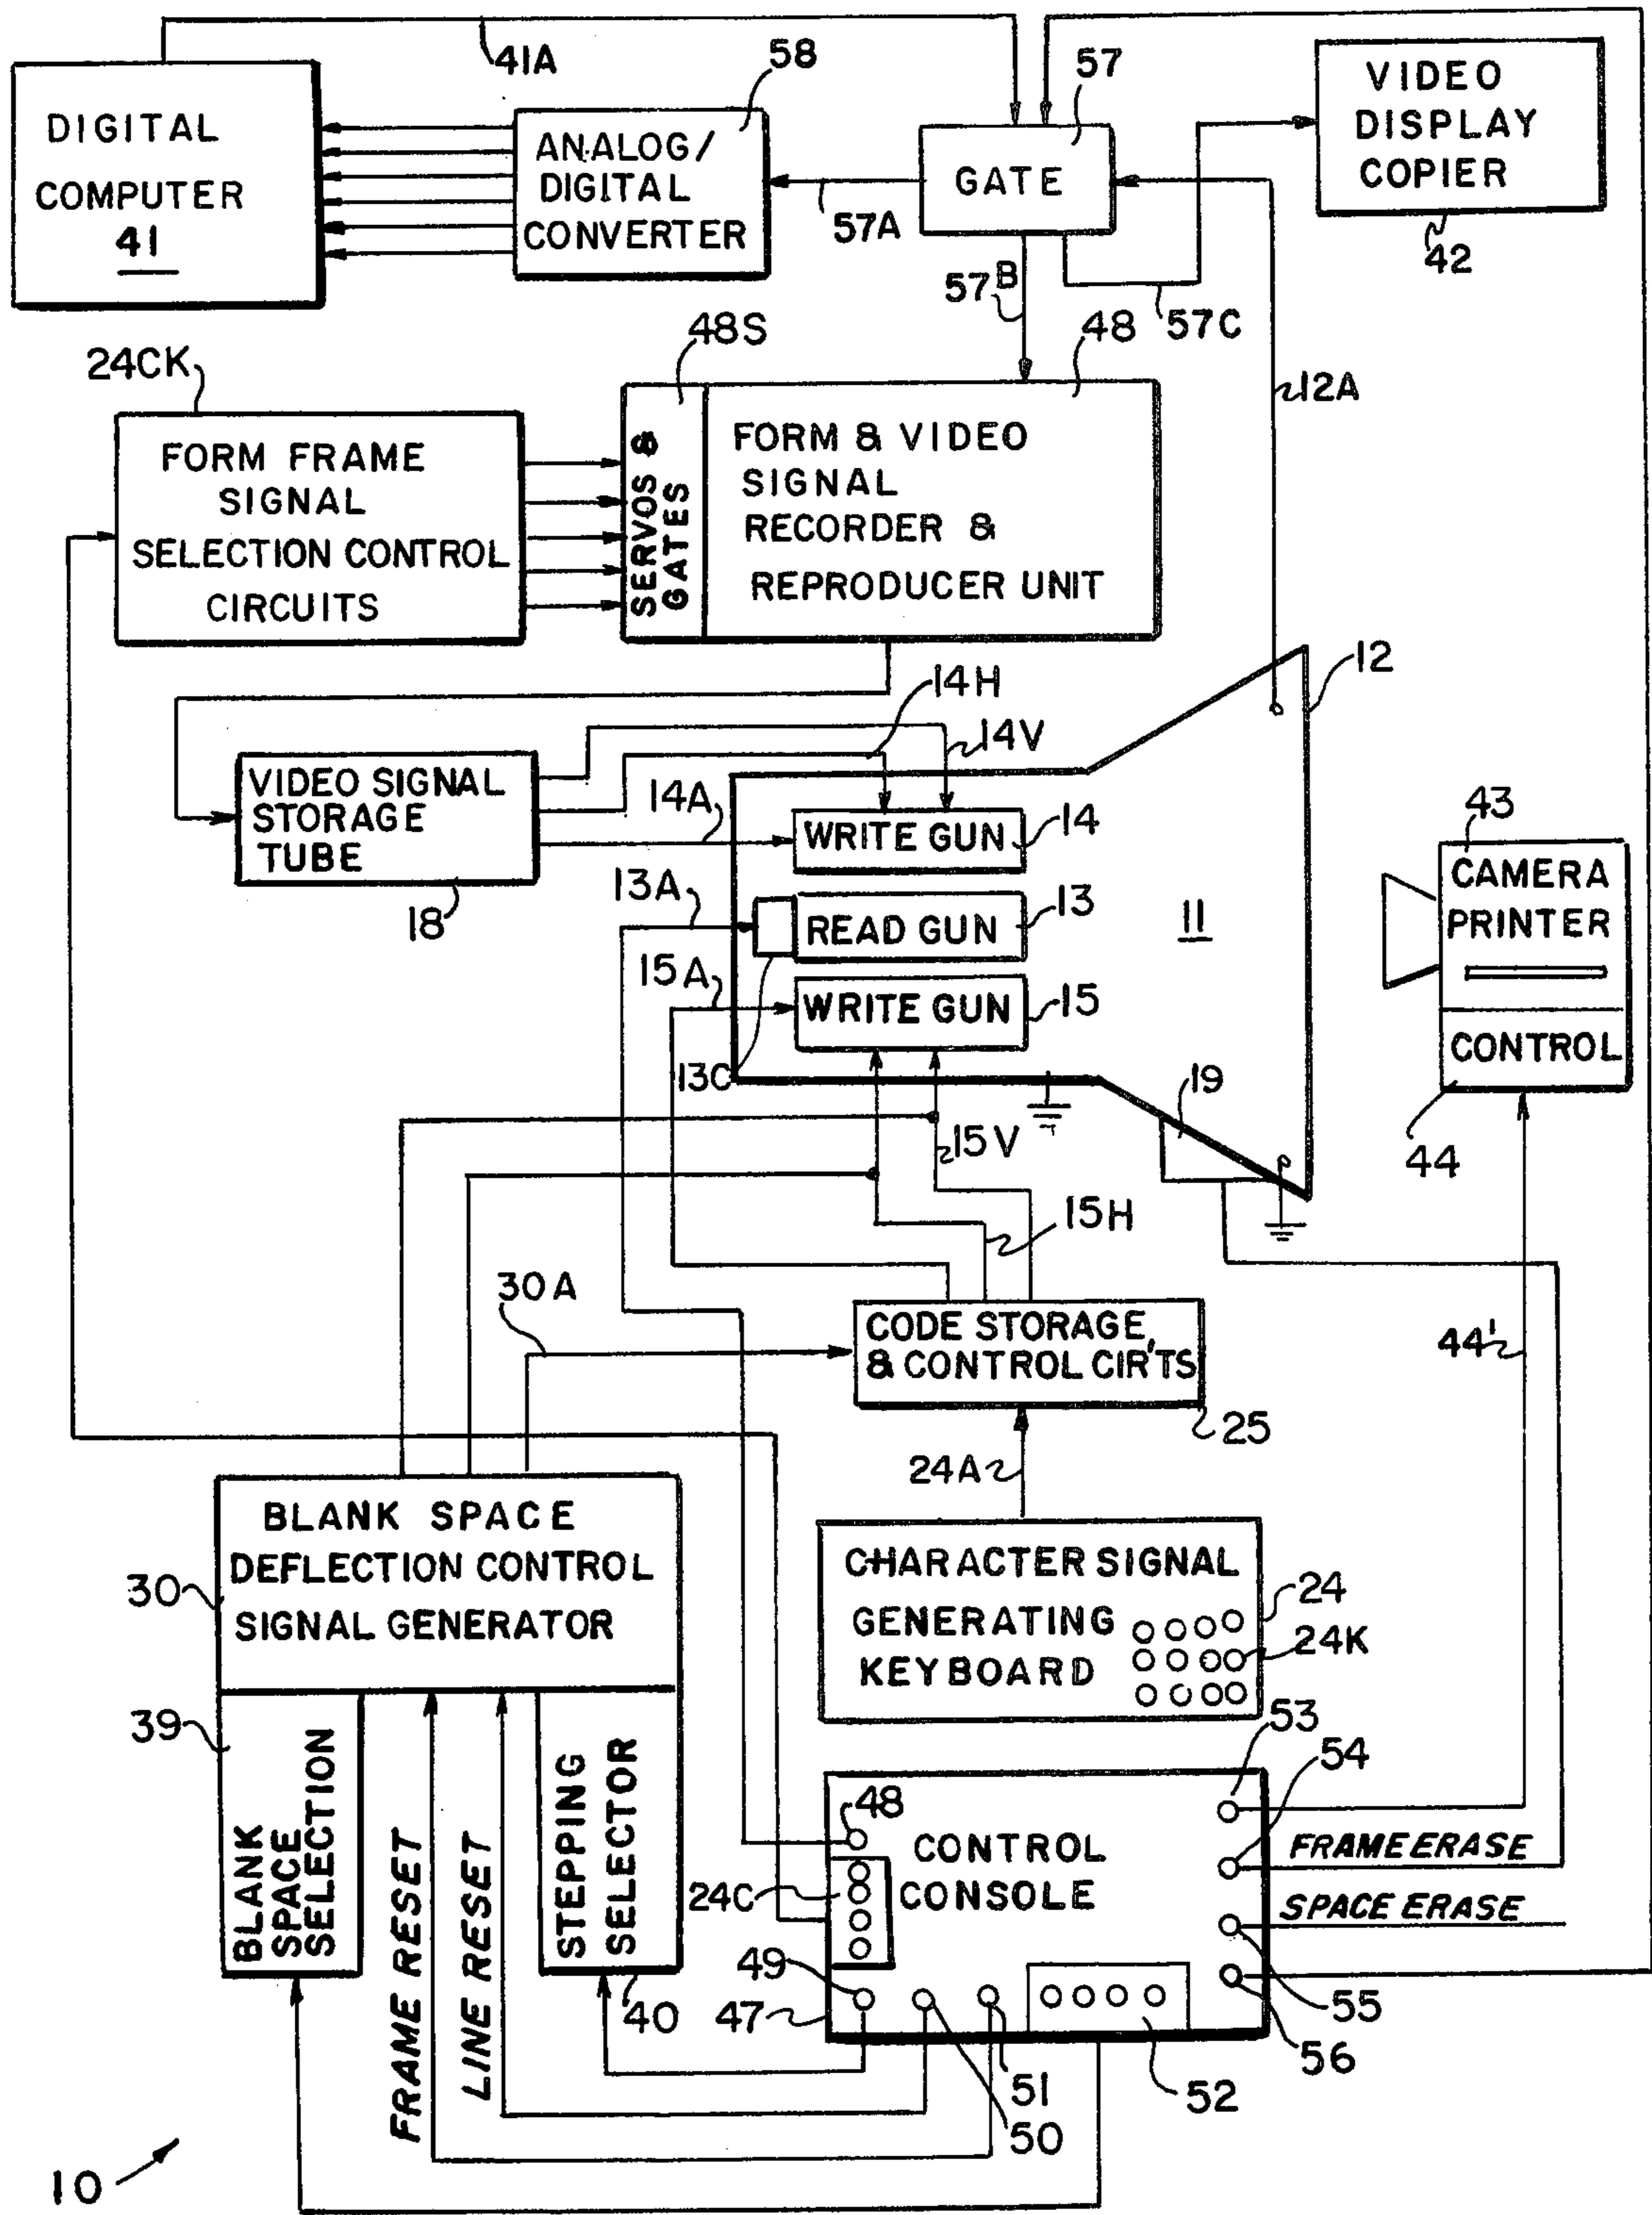 41A
58
57
DIGITAL
COMPUTER
41
ANALOG/
DIGITAL
CONVERTER
57A
GATE
VIDEO
DISPLAY
COPIER
42
57B
57C
12A
24CK
48S
48
FORM FRAME
SIGNAL
SELECTION CONTROL
CIRCUITS
SERVOS &
GATES
FORM & VIDEO
SIGNAL
RECORDER &
REPRODUCER UNIT
14H
14V
12
VIDEO SIGNAL
STORAGE
TUBE
18
14A
WRITE GUN
14
13A
READ GUN
13
15A
WRITE GUN
15
13C
11
19
43
CAMERA
PRINTER
CONTROL
44
15V
15H
30A
CODE STORAGE,
& CONTROL CIR'TS
25
44'
24A
BLANK SPACE
DEFLECTION CONTROL
SIGNAL GENERATOR
30
CHARACTER SIGNAL
GENERATING
KEYBOARD
24
24K
39
BLANK
SPACE
SELECTION
FRAME RESET
LINE RESET
STEPPING
SELECTOR
40
53
54
48
CONTROL
CONSOLE
24C
FRAME ERASE
SPACE ERASE
49
47
55
56
51
50
52
10